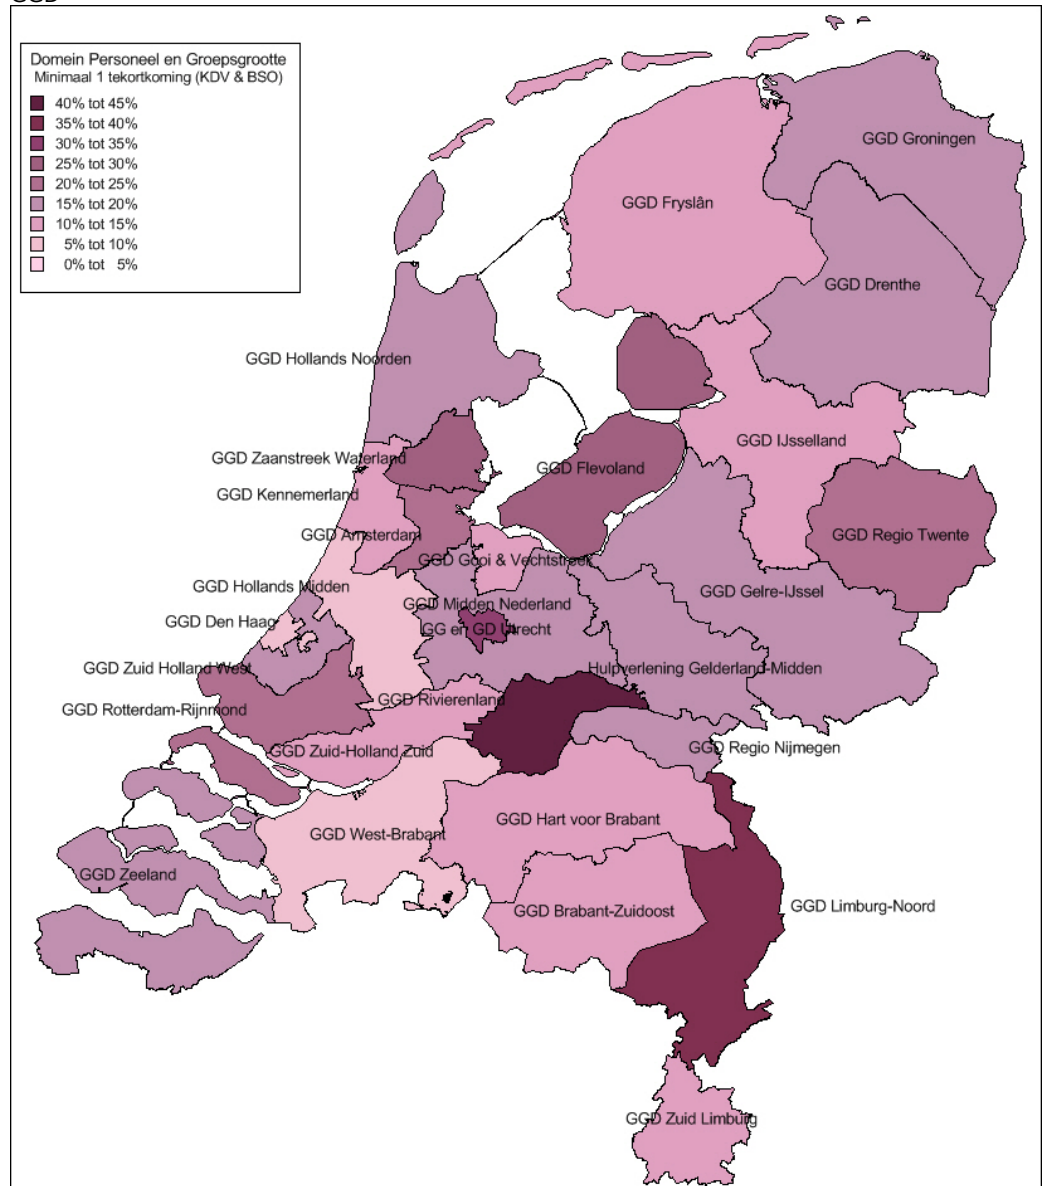 GGD
Domein Personeel en Groepsgrootte
Minimaal 1 tekortkoming (KDV & BSO)
40% tot 45%
35% tot 40%
30% tot 35%
25% tot 30%
20% tot 25%
15% tot 20%
10% tot 15%
5% tot 10%
0% tot 5%
GGD Groningen
GGD Fryslân
GGD Drenthe
GGD Hollands Noorden
GGD IJsselland
GGD Zaanstreek Waterland
GGD Flevoland
GGD Kennemerland
GGD Amsterdam
GGD Regio Twente
GGD Gooi & Vechtstreek
GGD Hollands Midden
GGD Gelre-IJssel
GGD Midden Nederland
GGD Den Haag
GG en GD Utrecht
GGD Zuid Holland West
Hulpverlening Gelderland-Midden
GGD Rivierenland
GGD Rotterdam-Rijnmond
GGD Zuid-Holland Zuid
GGD Regio Nijmegen
GGD Hart voor Brabant
GGD West-Brabant
GGD Zeeland
GGD Brabant-Zuidoost
GGD Limburg-Noord
GGD Zuid Limburg